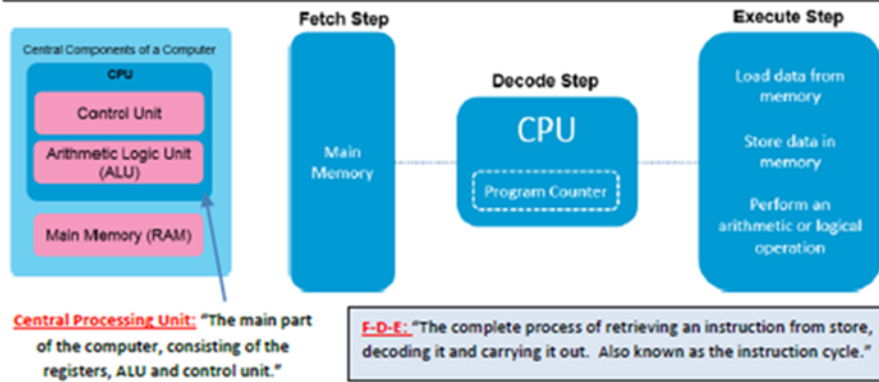 Central Components of a Computer
CPU
Control Unit
Arithmetic Logic Unit
(ALU)
Main Memory (RAM)
Central Processing Unit: "The main part
of the computer, consisting of the
registers, ALU and control unit."
Fetch Step
Main
Memory
Decode Step
CPU
Program Counter
Execute Step
Load data from
memory
Store data in
memory
Perform an
arithmetic or logical
operation
F-D-E: "The complete process of retrieving an instruction from store,
decoding it and carrying it out. Also known as the instruction cycle."